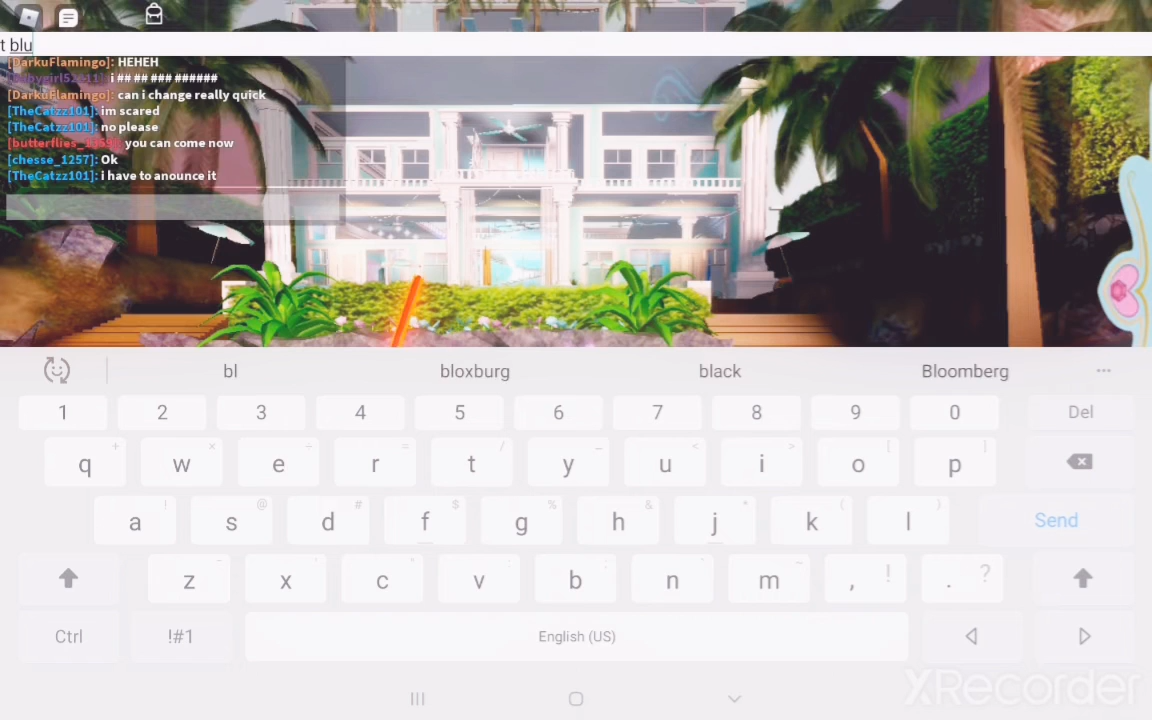 t blu
[DarkuFlamingo]: HEHEH
i ## ## ### ######
[DarkuFlamingo]: can i change really quick
[TheCatzz101]: im scared
[TheCatzz101]: no please
you can come now
[chesse_1257]: Ok
[TheCatzz101]: i have to anounce it
bl bloxburg black Bloomberg ...
1 2 3 4 5 6 7 8 9 0 Del
q w e r t y u i o p
a s d f g h j k l Send
z x c v b n m , ! . ?
Ctrl !#1 English (US)
XRecorder